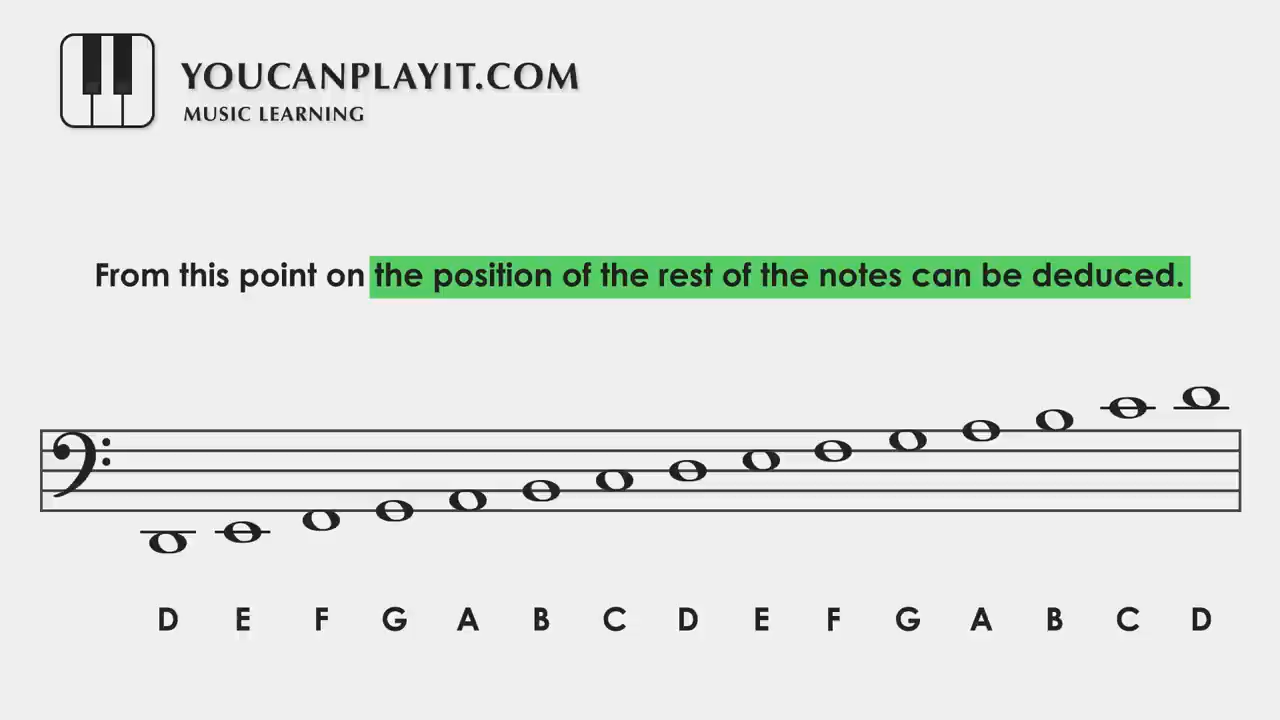 YOUCANPLAYIT.COM
MUSIC LEARNING
From this point on the position of the rest of the notes can be deduced.
D E F G A B C D E F G A B C D